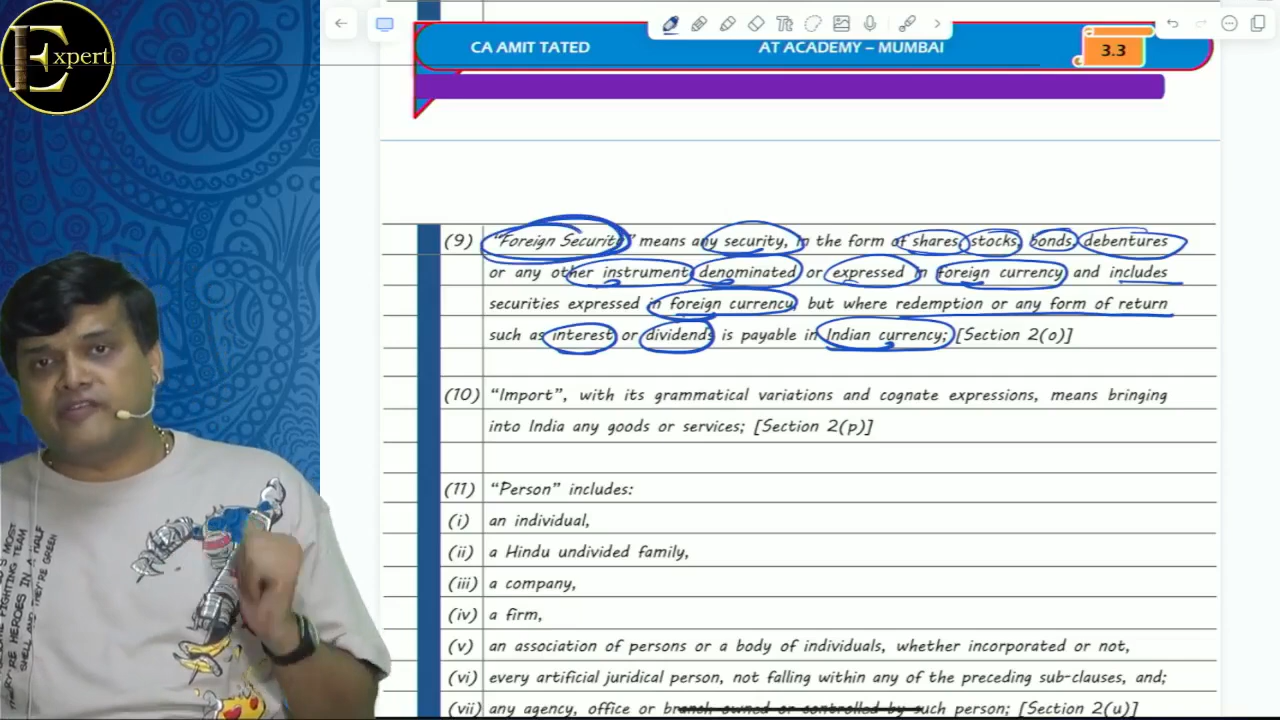 Expert
CA AMIT TATED
AT ACADEMY – MUMBAI
3.3
(9) "Foreign Security" means any security, in the form of shares, stocks, bonds, debentures
or any other instrument denominated or expressed in foreign currency and includes
securities expressed in foreign currency, but where redemption or any form of return
such as interest or dividends is payable in Indian currency; [Section 2(o)]
(10) "Import", with its grammatical variations and cognate expressions, means bringing
into India any goods or services; [Section 2(p)]
(11) "Person" includes:
(i) an individual,
(ii) a Hindu undivided family,
(iii) a company,
(iv) a firm,
(v) an association of persons or a body of individuals, whether incorporated or not,
(vi) every artificial juridical person, not falling within any of the preceding sub-clauses, and;
(vii) any agency, office or branch owned or controlled by such person; [Section 2(u)]